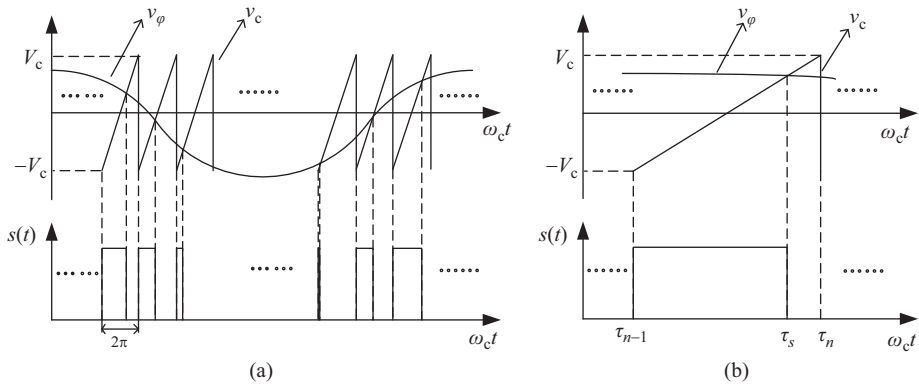 v_φ
v_c
V_c
ω_c t
−V_c
s(t)
2π
ω_c t
(a)
v_φ
v_c
V_c
ω_c t
−V_c
s(t)
τ_{n−1}
τ_s
τ_n
ω_c t
(b)